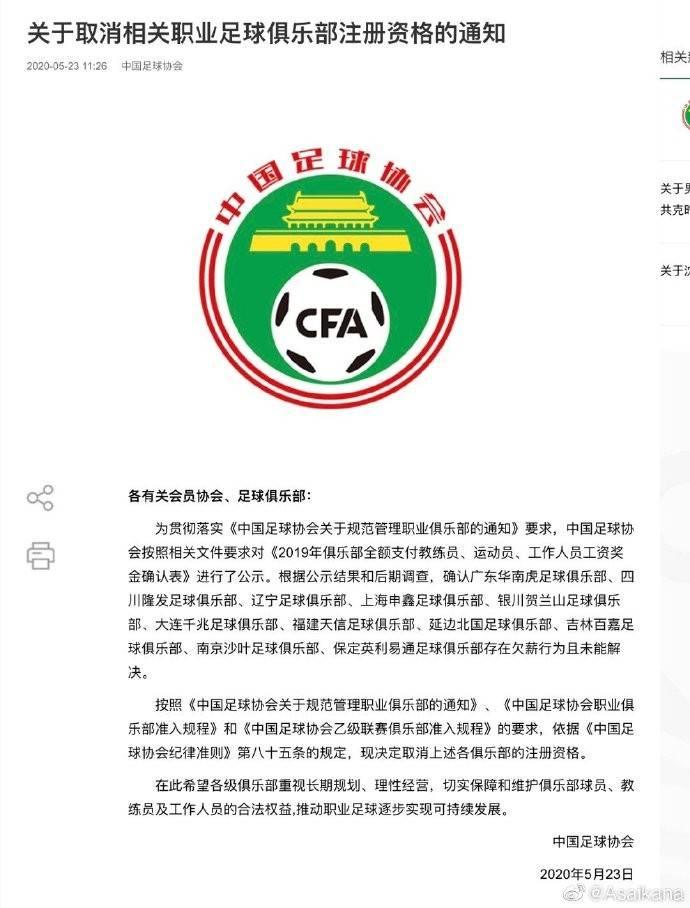 关于取消相关职业足球俱乐部注册资格的通知
2020-05-23 11:26 中国足球协会
中国足球协会
CFA
各有关会员协会、足球俱乐部：
为贯彻落实《中国足球协会关于规范管理职业俱乐部的通知》要求，中国足球协
会按照相关文件要求对《2019年俱乐部全额支付教练员、运动员、工作人员工资奖
金确认表》进行了公示。根据公示结果和后期调查，确认广东华南虎足球俱乐部、四
川隆发足球俱乐部、辽宁足球俱乐部、上海申鑫足球俱乐部、银川贺兰山足球俱乐
部、大连千兆足球俱乐部、福建天信足球俱乐部、延边北国足球俱乐部、吉林百嘉足
球俱乐部、南京沙叶足球俱乐部、保定英利易通足球俱乐部存在欠薪行为且未能解
决。
按照《中国足球协会关于规范管理职业俱乐部的通知》、《中国足球协会职业俱
乐部准入规程》和《中国足球协会乙级联赛俱乐部准入规程》的要求，依据《中国足
球协会纪律准则》第八十五条的规定，现决定取消上述各俱乐部的注册资格。
在此希望各级俱乐部重视长期规划、理性经营，切实保障和维护俱乐部球员、教
练员及工作人员的合法权益,推动职业足球逐步实现可持续发展。
中国足球协会
2020年5月23日
相关
关于
共克
关于
@Asaikana